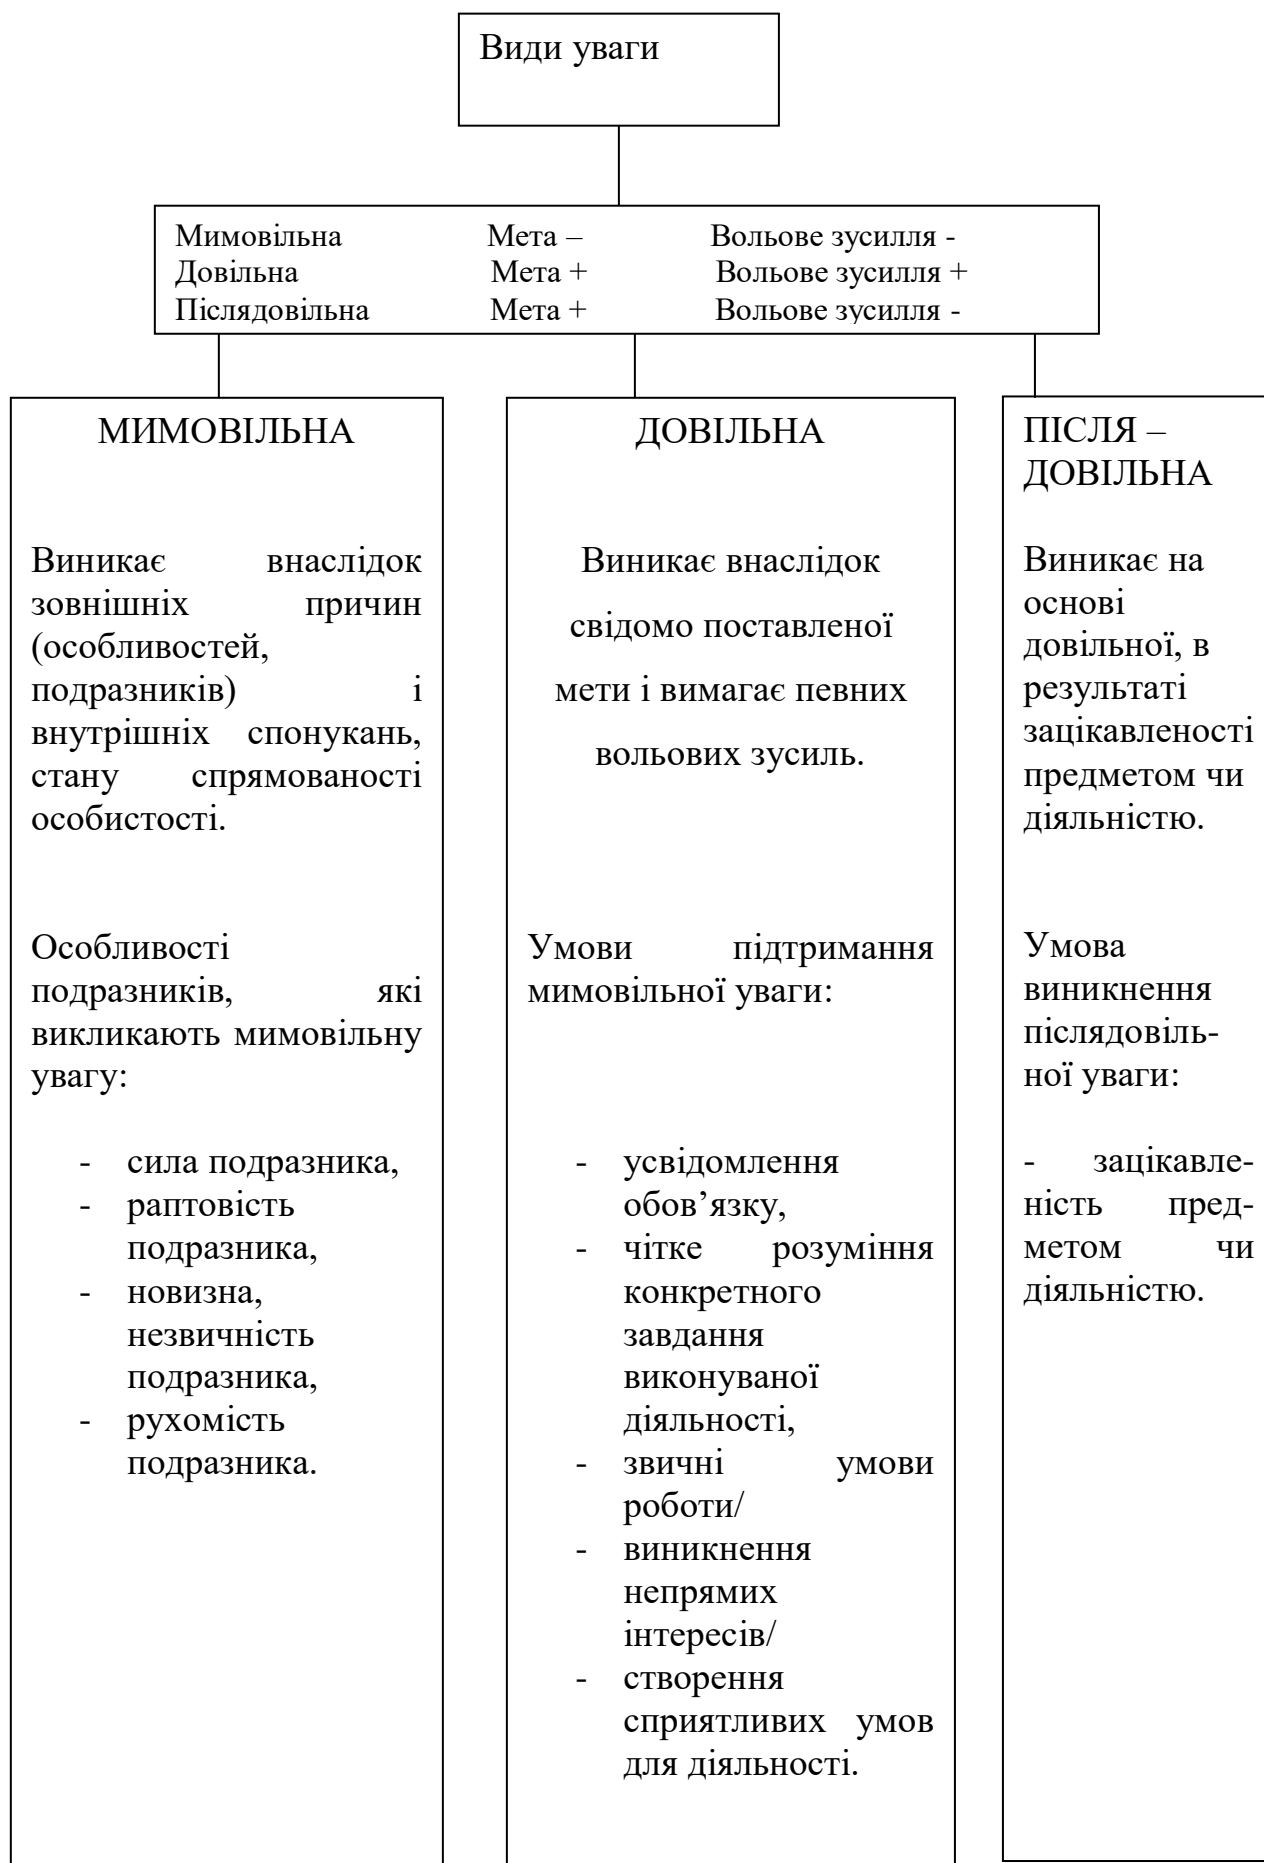 Види уваги
Мимовільна Мета – Вольове зусилля -
Довільна Мета + Вольове зусилля +
Післядовільна Мета + Вольове зусилля -
МИМОВІЛЬНА
Виникає внаслідок
зовнішніх причин
(особливостей,
подразників) і
внутрішніх спонукань,
стану спрямованості
особистості.
Особливості
подразників, які
викликають мимовільну
увагу:
- сила подразника,
- раптовість
подразника,
- новизна,
незвичність
подразника,
- рухомість
подразника.
ДОВІЛЬНА
Виникає внаслідок
свідомо поставленої
мети і вимагає певних
вольових зусиль.
Умови підтримання
мимовільної уваги:
- усвідомлення
обов’язку,
- чітке розуміння
конкретного
завдання
виконуваної
діяльності,
- звичні умови
роботи/
- виникнення
непрямих
інтересів/
- створення
сприятливих умов
для діяльності.
ПІСЛЯ –
ДОВІЛЬНА
Виникає на
основі
довільної, в
результаті
зацікавленості
предметом чи
діяльністю.
Умова
виникнення
післядовіль-
ної уваги:
- зацікавле-
ність пред-
метом чи
діяльністю.